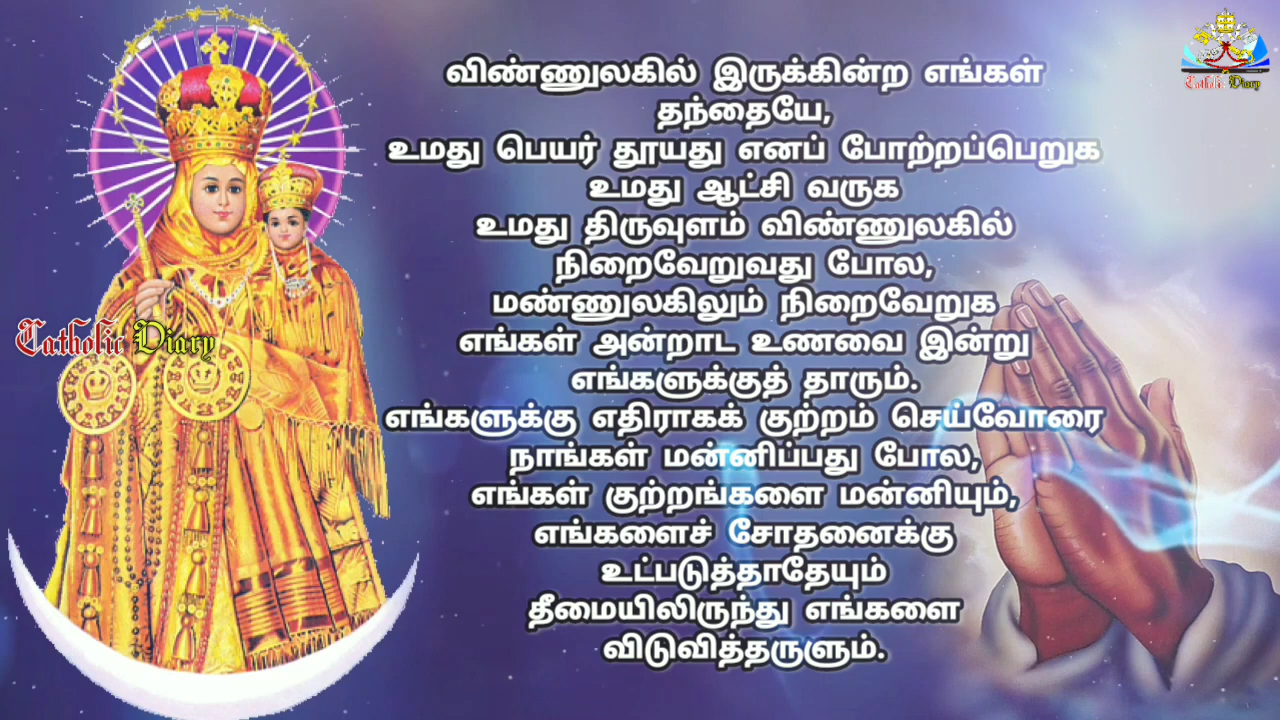 விண்ணுலகில் இருக்கின்ற எங்கள்
தந்தையே,
உமது பெயர் தூயது எனப் போற்றப்பெறுக
உமது ஆட்சி வருக
உமது திருவுளம் விண்ணுலகில்
நிறைவேறுவது போல,
மண்ணுலகிலும் நிறைவேறுக
எங்கள் அன்றாட உணவை இன்று
எங்களுக்குத் தாரும்.
எங்களுக்கு எதிராகக் குற்றம் செய்வோரை
நாங்கள் மன்னிப்பது போல,
எங்கள் குற்றங்களை மன்னியும்,
எங்களைச் சோதனைக்கு
உட்படுத்தாதேயும்
தீமையிலிருந்து எங்களை
விடுவித்தருளும்.
Catholic Diary
Catholic Diary